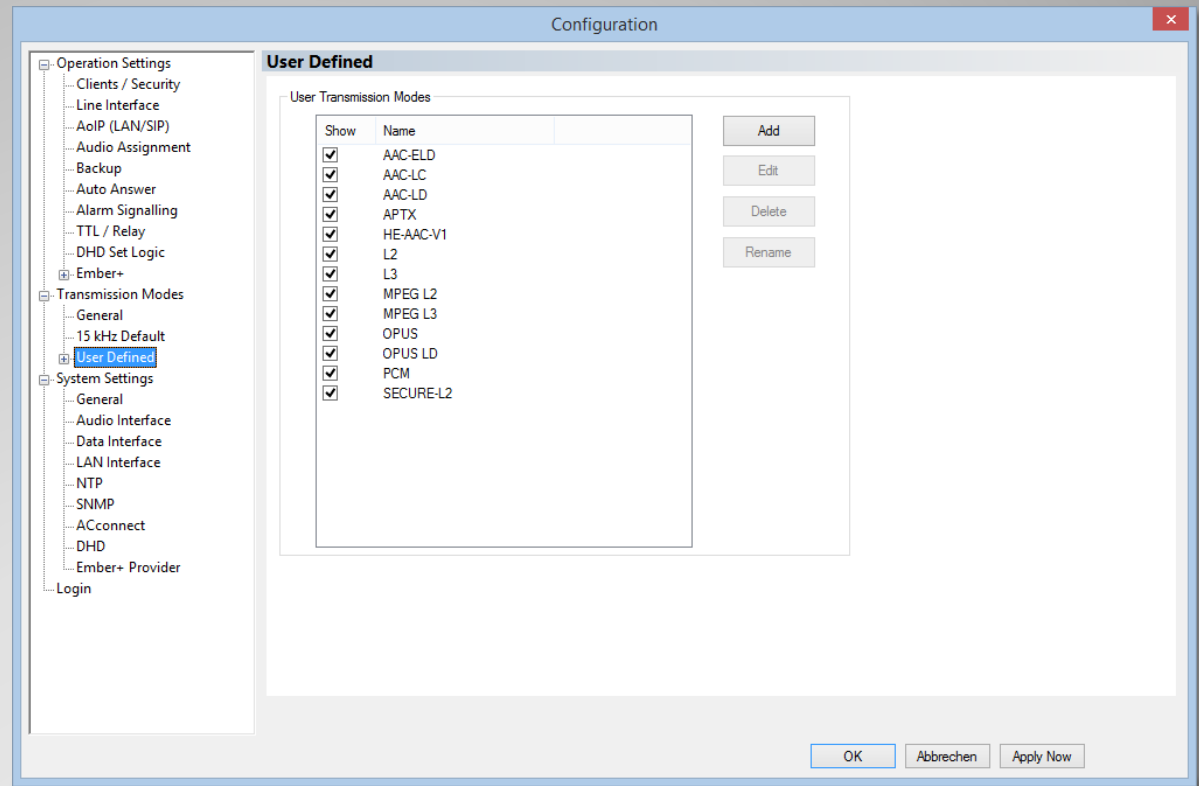 Configuration
Operation Settings
Clients / Security
Line Interface
AoIP (LAN/SIP)
Audio Assignment
Backup
Auto Answer
Alarm Signalling
TTL / Relay
DHD Set Logic
Ember+
Transmission Modes
General
15 kHz Default
User Defined
System Settings
General
Audio Interface
Data Interface
LAN Interface
NTP
SNMP
ACconnect
DHD
Ember+ Provider
Login
User Defined
User Transmission Modes
Show Name
AAC-ELD
AAC-LC
AAC-LD
APTX
HE-AAC-V1
L2
L3
MPEG L2
MPEG L3
OPUS
OPUS LD
PCM
SECURE-L2
Add
Edit
Delete
Rename
OK Abbrechen Apply Now